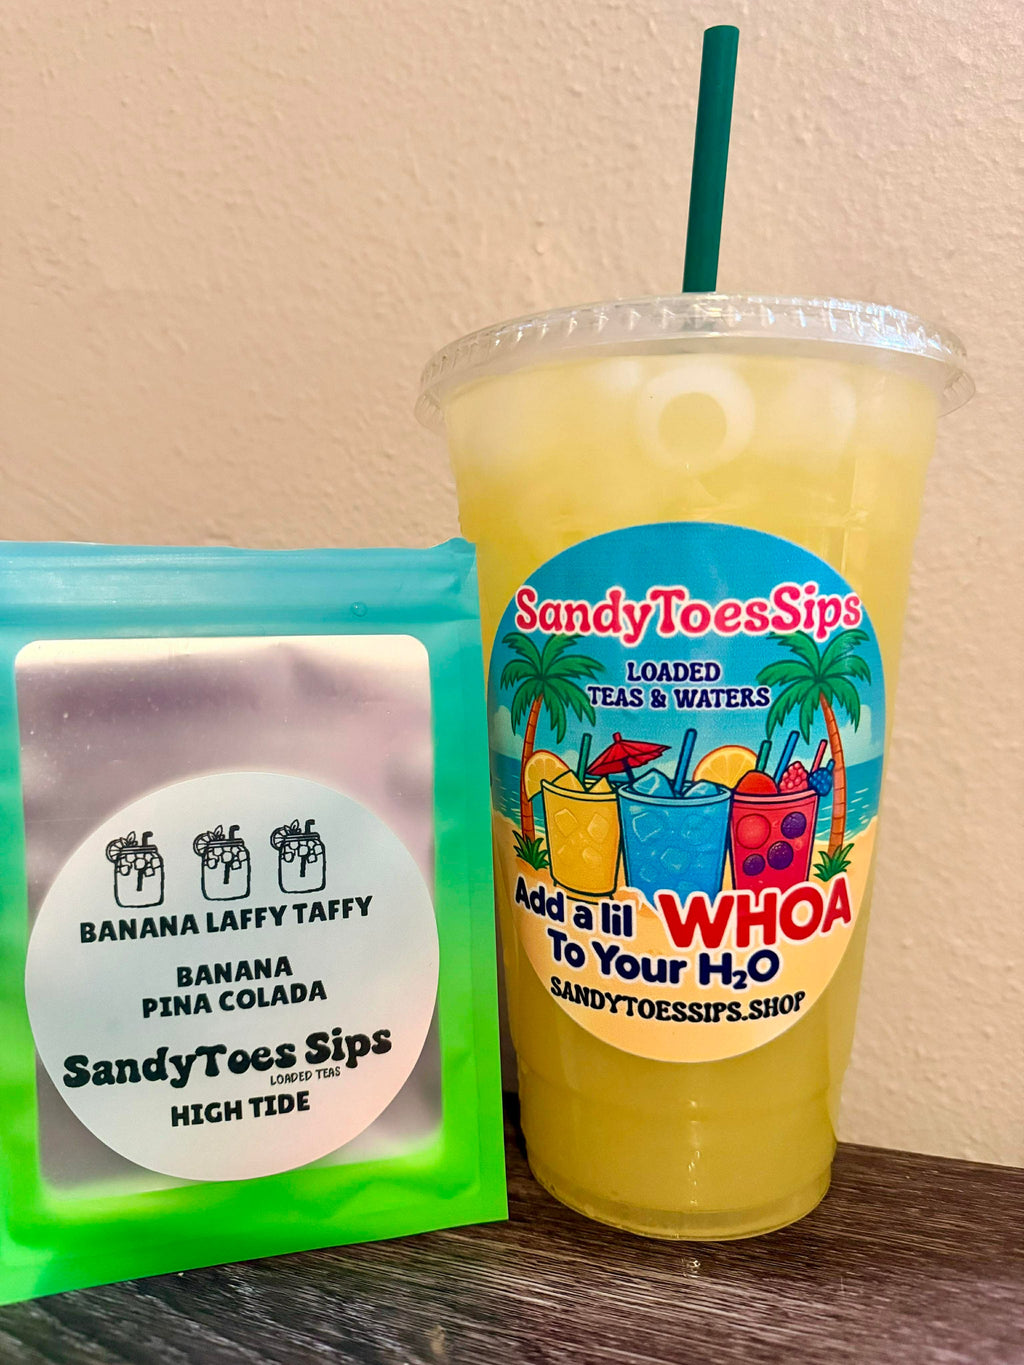 BANANA LAFFY TAFFY
BANANA
PINA COLADA
SandyToes Sips
LOADED TEAS
HIGH TIDE
SandyToesSips
LOADED
TEAS & WATERS
Add a lil WHOA
To Your H₂O
SANDYTOESSIPS.SHOP